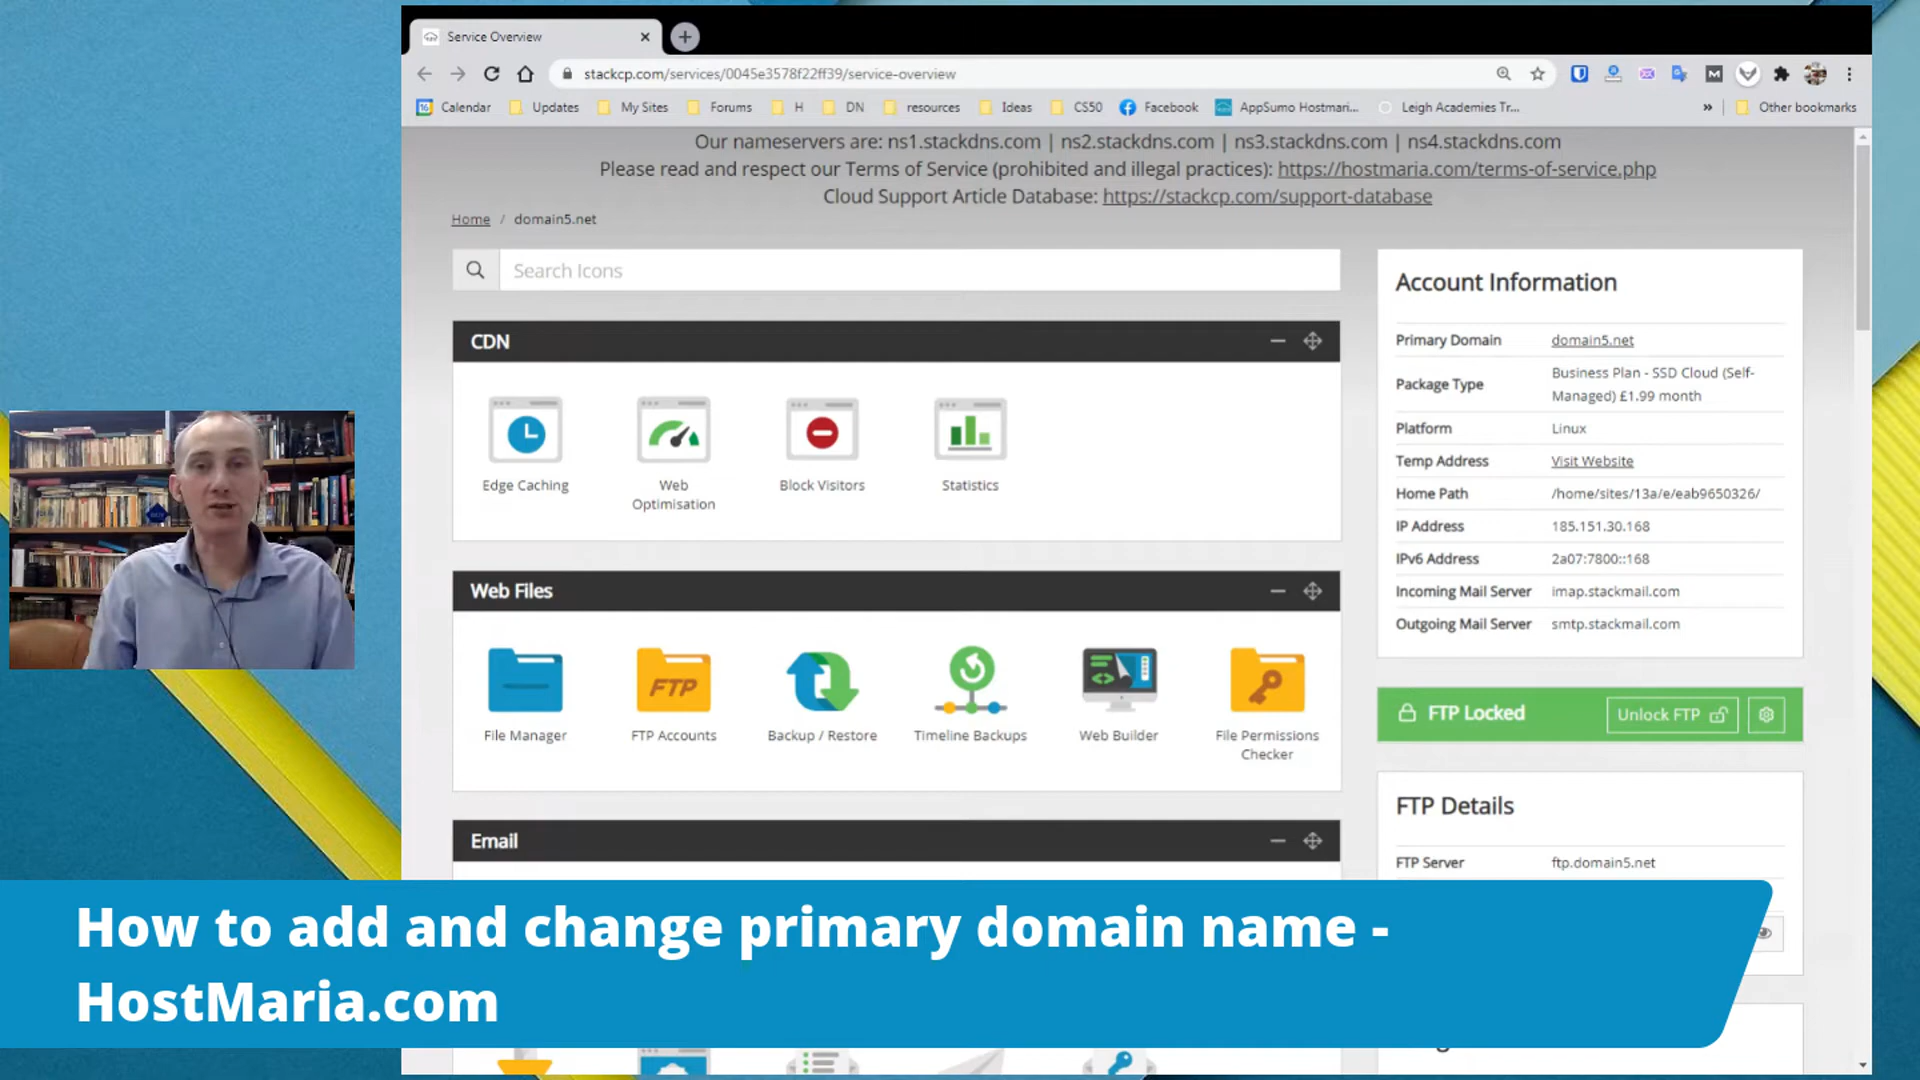 Service Overview
stackcp.com/services/0045e3578f22ff39/service-overview
Calendar Updates My Sites Forums H DN resources Ideas CS50 Facebook AppSumo Hostmari... Leigh Academies Tr... » Other bookmarks
Our nameservers are: ns1.stackdns.com | ns2.stackdns.com | ns3.stackdns.com | ns4.stackdns.com
Please read and respect our Terms of Service (prohibited and illegal practices): https://hostmaria.com/terms-of-service.php
Cloud Support Article Database: https://stackcp.com/support-database
Home / domain5.net
Search Icons
CDN
Edge Caching
Web
Optimisation
Block Visitors
Statistics
Web Files
File Manager
FTP
FTP Accounts
Backup / Restore
Timeline Backups
Web Builder
File Permissions
Checker
Email
Account Information
Primary Domain domain5.net
Package Type Business Plan - SSD Cloud (Self-
Managed) £1.99 month
Platform Linux
Temp Address Visit Website
Home Path /home/sites/13a/e/eab9650326/
IP Address 185.151.30.168
IPv6 Address 2a07:7800::168
Incoming Mail Server imap.stackmail.com
Outgoing Mail Server smtp.stackmail.com
FTP Locked Unlock FTP
FTP Details
FTP Server ftp.domain5.net
How to add and change primary domain name -
HostMaria.com